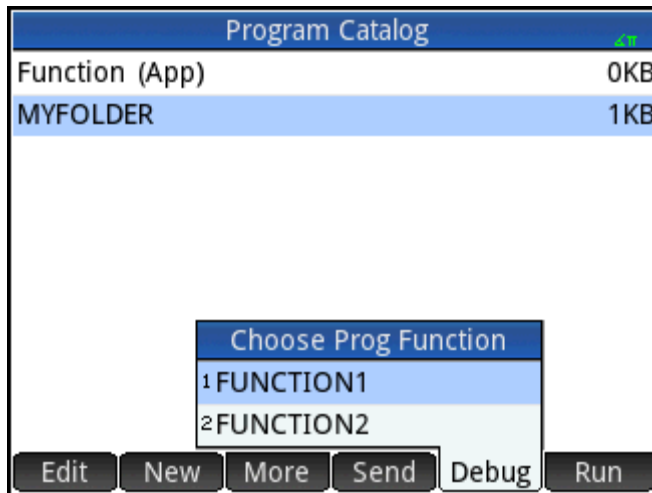 Program Catalog
∡π
Function (App) 0KB
MYFOLDER 1KB
Choose Prog Function
1 FUNCTION1
2 FUNCTION2
Edit New More Send Debug Run